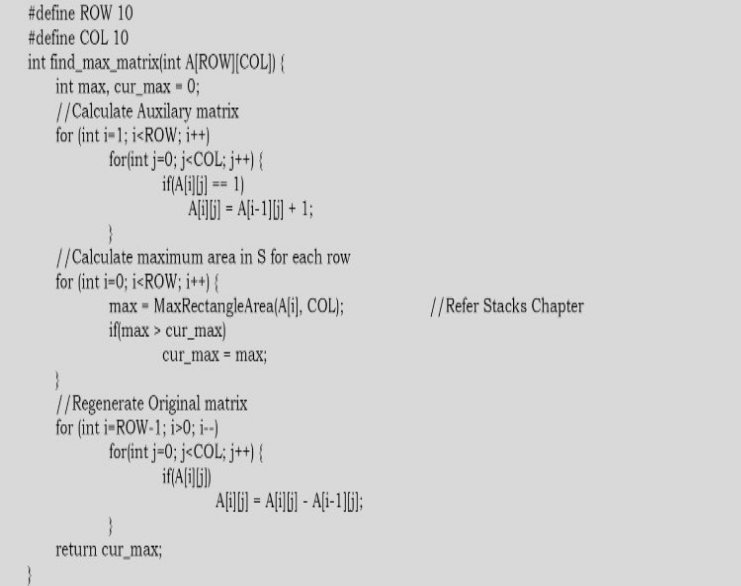 #define ROW 10
#define COL 10
int find_max_matrix(int A[ROW][COL]) {
int max, cur_max = 0;
//Calculate Auxilary matrix
for (int i=1; i<ROW; i++)
for(int j=0; j<COL; j++) {
if(A[i][j] == 1)
A[i][j] = A[i-1][j] + 1;
}
//Calculate maximum area in S for each row
for (int i=0; i<ROW; i++) {
max = MaxRectangleArea(A[i], COL); //Refer Stacks Chapter
if(max > cur_max)
cur_max = max;
}
//Regenerate Original matrix
for (int i=ROW-1; i>0; i--)
for(int j=0; j<COL; j++) {
if(A[i][j])
A[i][j] = A[i][j] - A[i-1][j];
}
return cur_max;
}